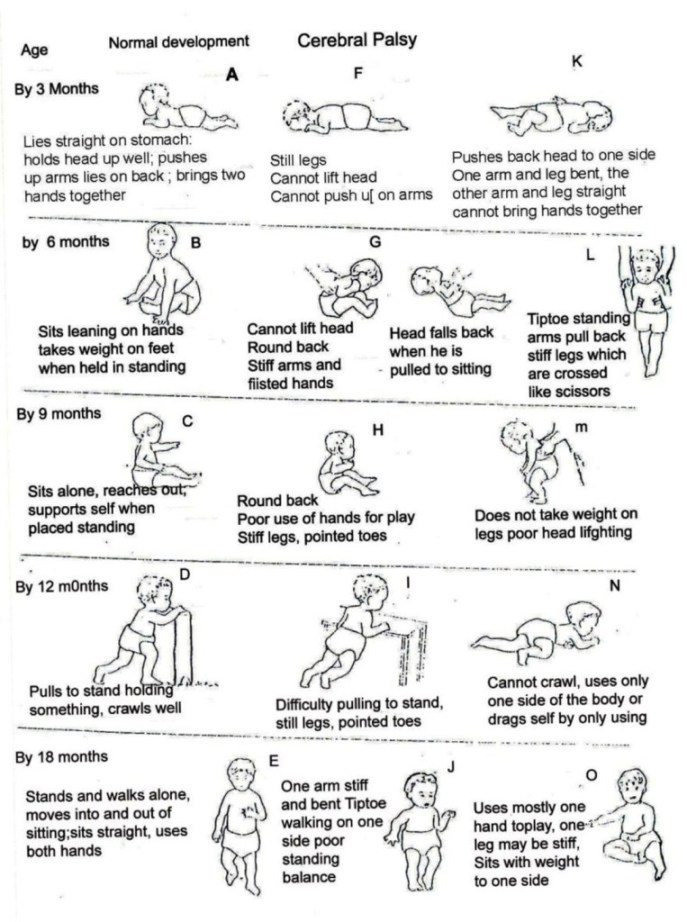 Age Normal development Cerebral Palsy
By 3 Months
A F K
Lies straight on stomach:
holds head up well; pushes
up arms lies on back ; brings two
hands together
Still legs
Cannot lift head
Cannot push u[ on arms
Pushes back head to one side
One arm and leg bent, the
other arm and leg straight
cannot bring hands together
by 6 months
B G L
Sits leaning on hands
takes weight on feet
when held in standing
Cannot lift head
Round back
Stiff arms and
fiisted hands
Head falls back
when he is
pulled to sitting
Tiptoe standing
arms pull back
stiff legs which
are crossed
like scissors
By 9 months
C H m
Sits alone, reaches out,
supports self when
placed standing
Round back
Poor use of hands for play
Stiff legs, pointed toes
Does not take weight on
legs poor head lifghting
By 12 m0nths
D I N
Pulls to stand holding
something, crawls well
Difficulty pulling to stand,
still legs, pointed toes
Cannot crawl, uses only
one side of the body or
drags self by only using
By 18 months
E J O
Stands and walks alone,
moves into and out of
sitting;sits straight, uses
both hands
One arm stiff
and bent Tiptoe
walking on one
side poor
standing
balance
Uses mostly one
hand toplay, one
leg may be stiff,
Sits with weight
to one side